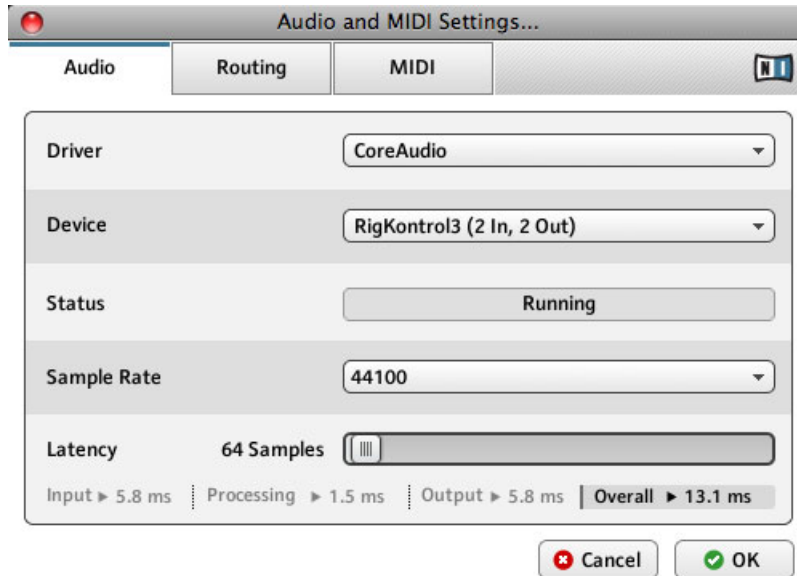 Audio and MIDI Settings...
Audio Routing MIDI NI
Driver CoreAudio
Device RigKontrol3 (2 In, 2 Out)
Status Running
Sample Rate 44100
Latency 64 Samples
Input ▸ 5.8 ms Processing ▸ 1.5 ms Output ▸ 5.8 ms Overall ▸ 13.1 ms
Cancel OK